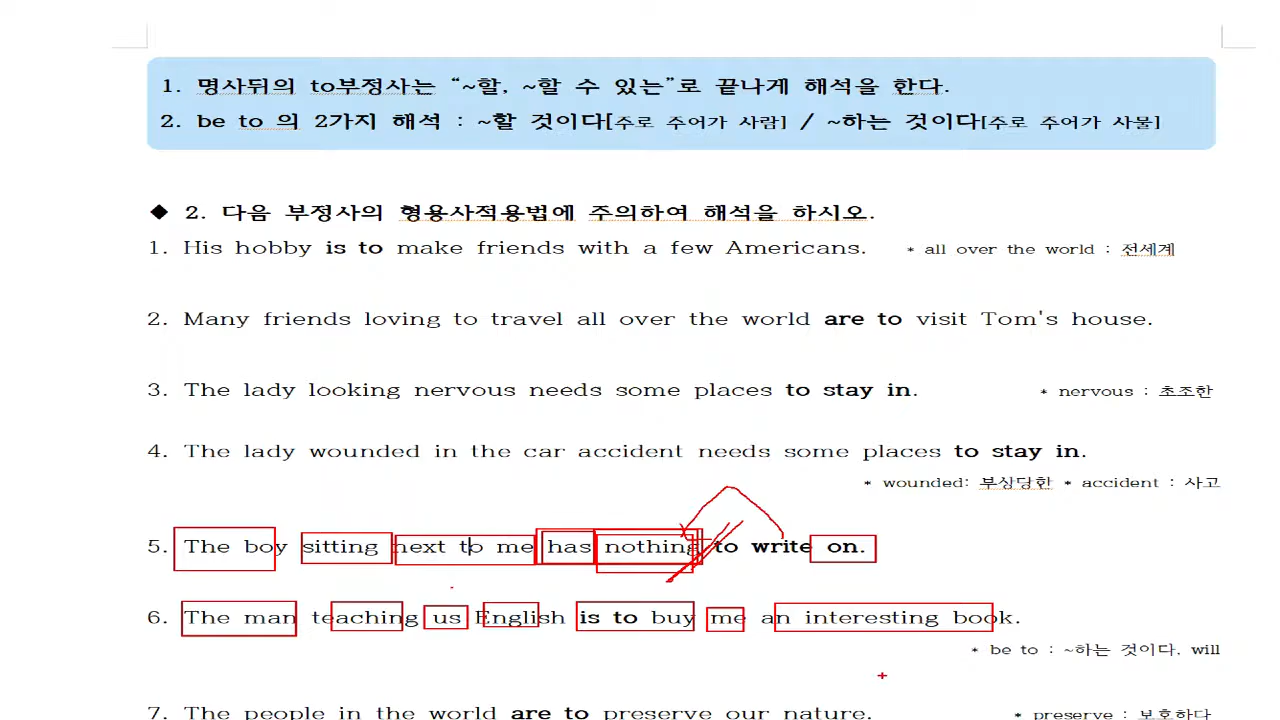 1. 명사뒤의 to부정사는 “~할, ~할 수 있는”로 끝나게 해석을 한다.
2. be to 의 2가지 해석 : ~할 것이다[주로 주어가 사람] / ~하는 것이다[주로 주어가 사물]
◆ 2. 다음 부정사의 형용사적용법에 주의하여 해석을 하시오.
1. His hobby is to make friends with a few Americans. * all over the world : 전세계
2. Many friends loving to travel all over the world are to visit Tom's house.
3. The lady looking nervous needs some places to stay in. * nervous : 초조한
4. The lady wounded in the car accident needs some places to stay in.
* wounded: 부상당한 * accident : 사고
5. The boy sitting next to me has nothing to write on.
6. The man teaching us English is to buy me an interesting book.
* be to : ~하는 것이다, will
7. The people in the world are to preserve our nature. * preserve : 보호하다